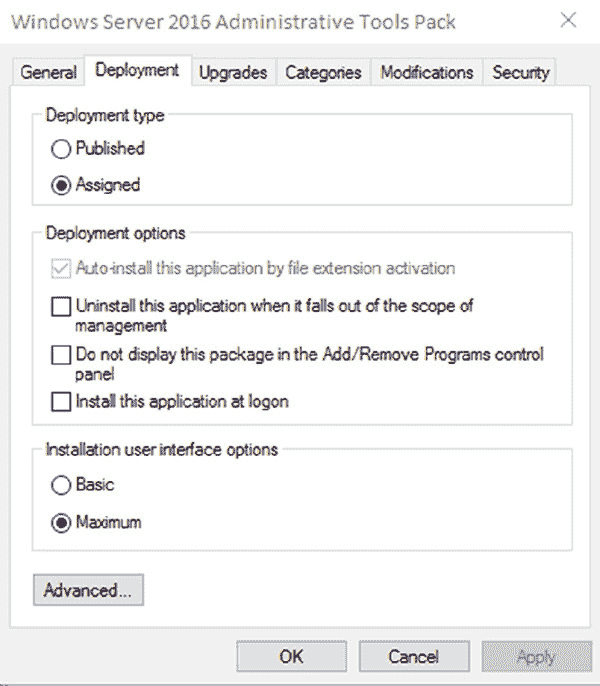 Windows Server 2016 Administrative Tools Pack
General Deployment Upgrades Categories Modifications Security
Deployment type
Published
Assigned
Deployment options
Auto-install this application by file extension activation
Uninstall this application when it falls out of the scope of
management
Do not display this package in the Add/Remove Programs control
panel
Install this application at logon
Installation user interface options
Basic
Maximum
Advanced...
OK Cancel Apply